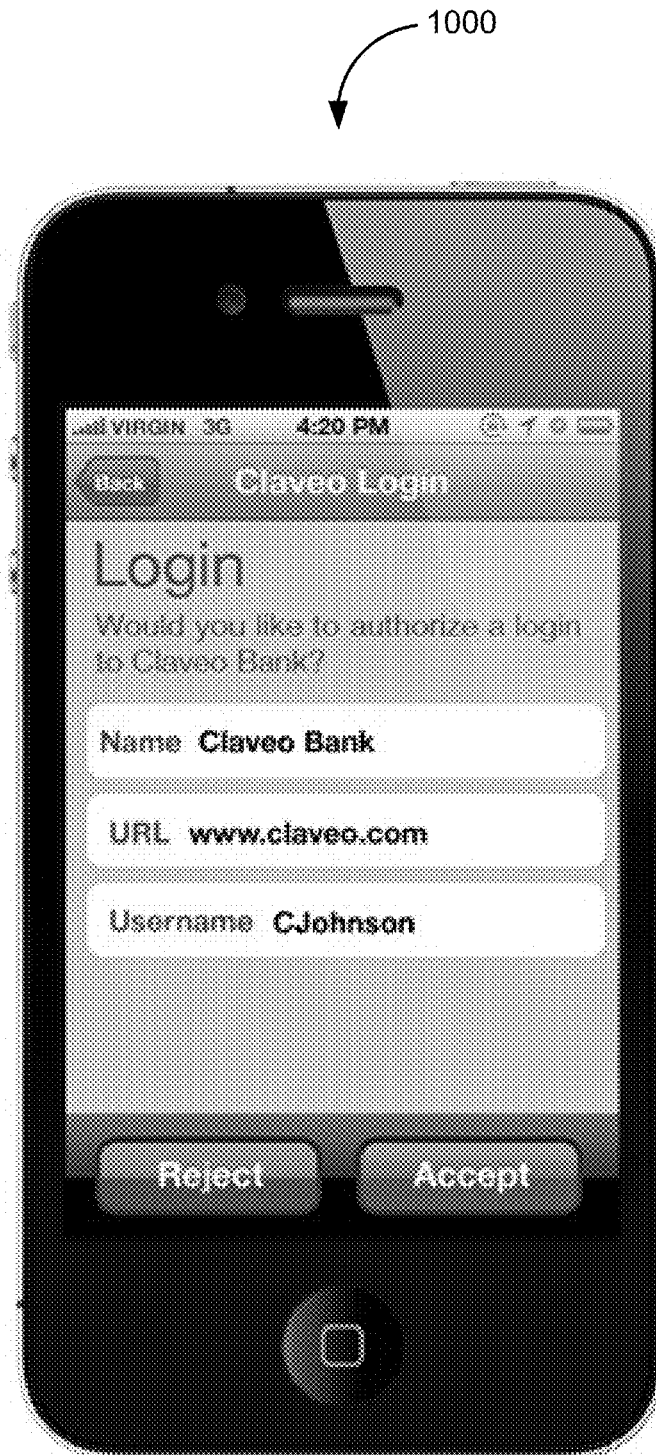 1000
VIRGIN 3G 4:20 PM
Back Claveo Login
Login
Would you like to authorize a login
to Claveo Bank?
Name Claveo Bank
URL www.claveo.com
Username CJohnson
Reject Accept